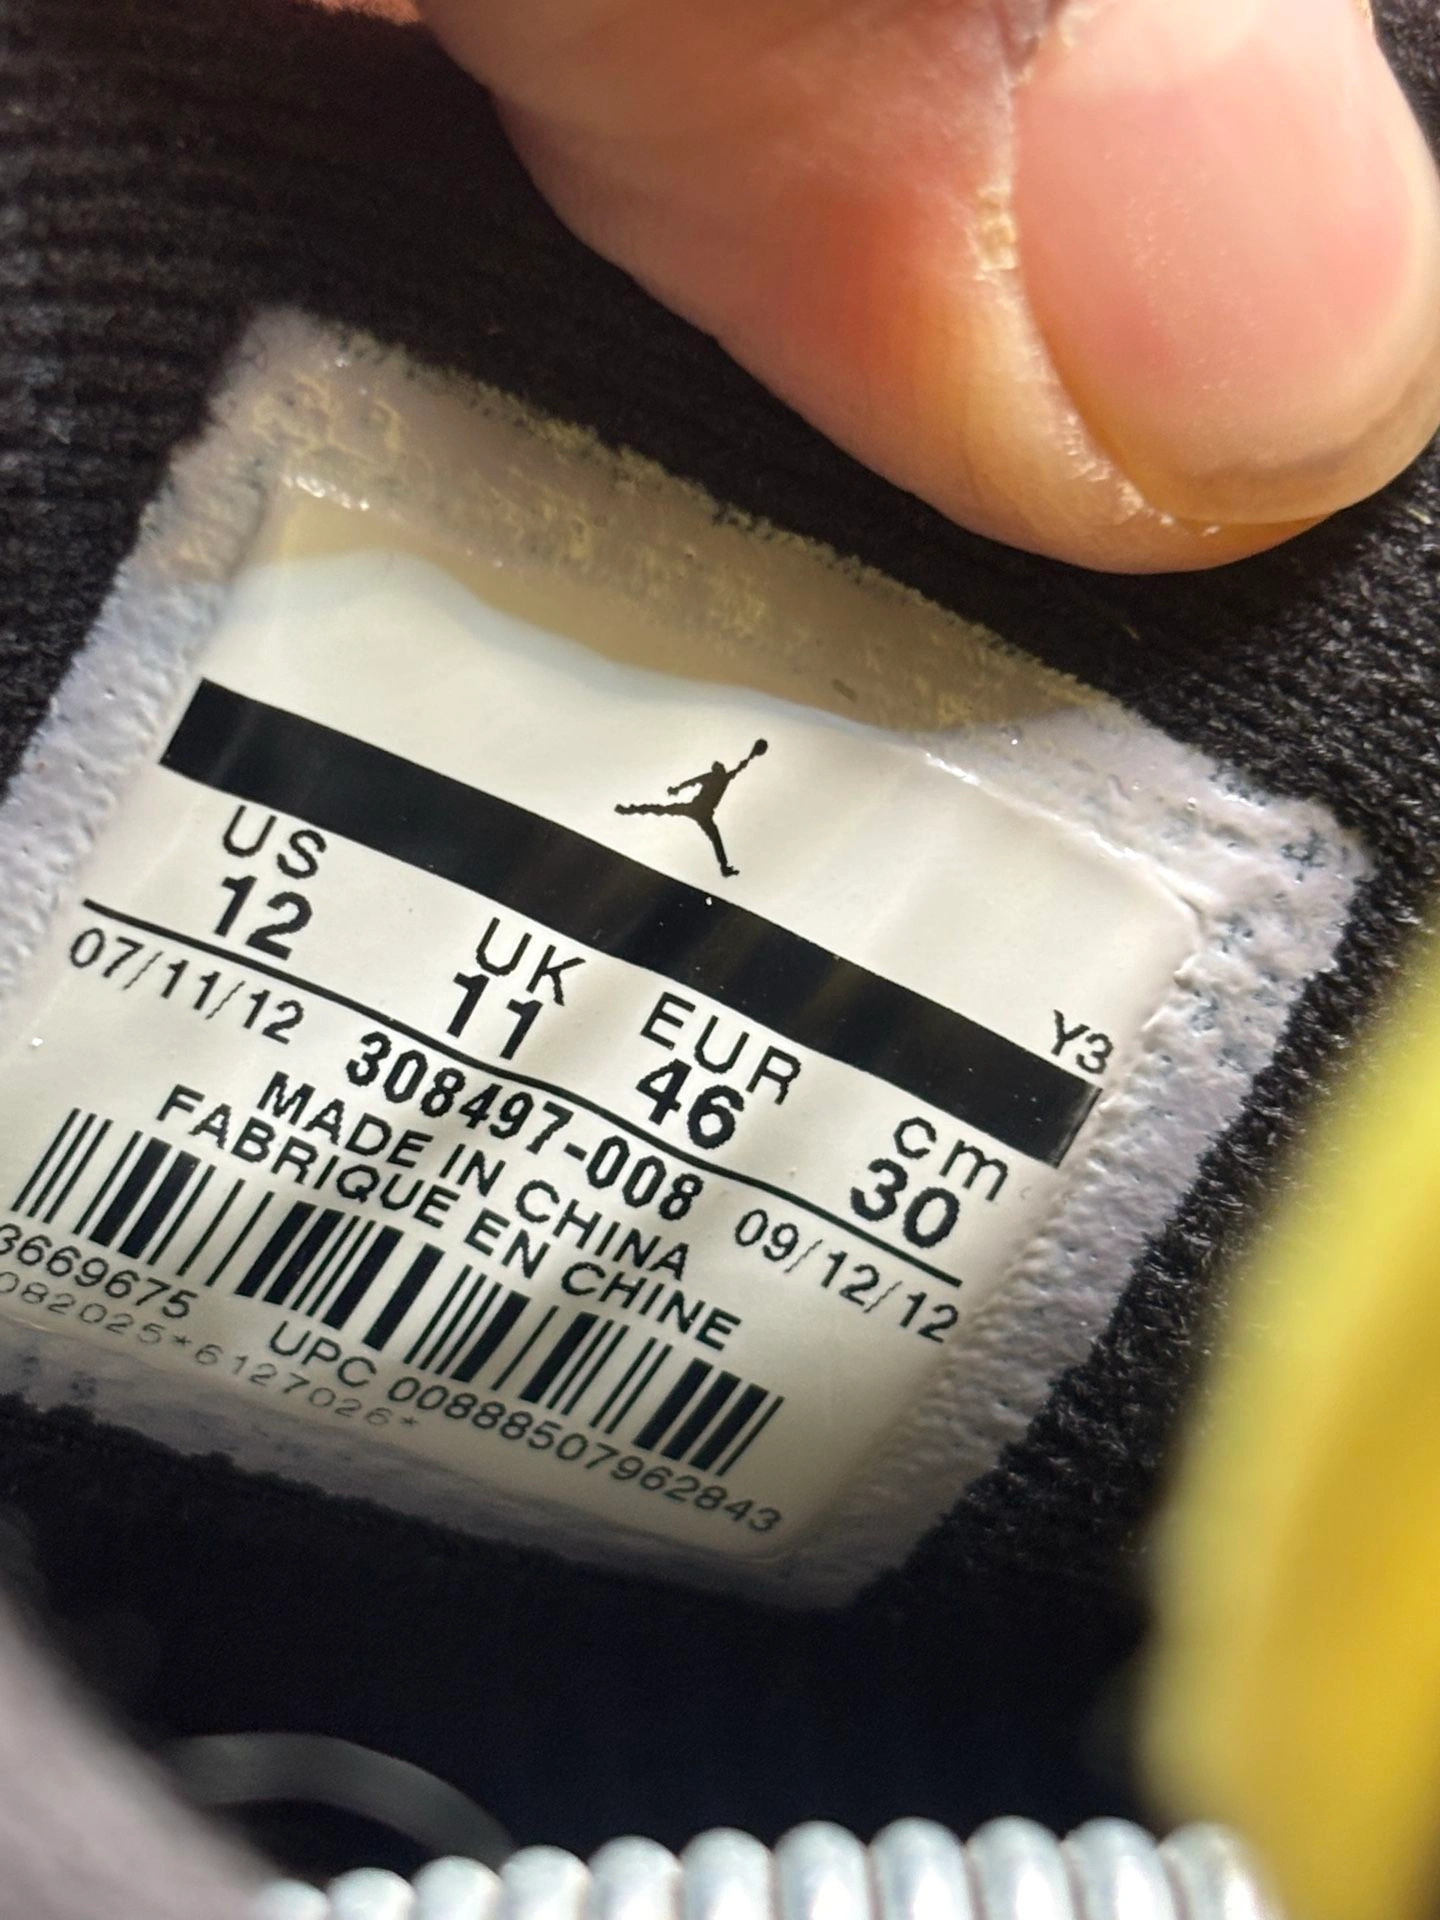 Y3
US UK EUR cm
12 11 46 30
07/11/12 308497-008 09/12/12
MADE IN CHINA
FABRIQUE EN CHINE
3669675 UPC 00888507962843
082025*6127026*